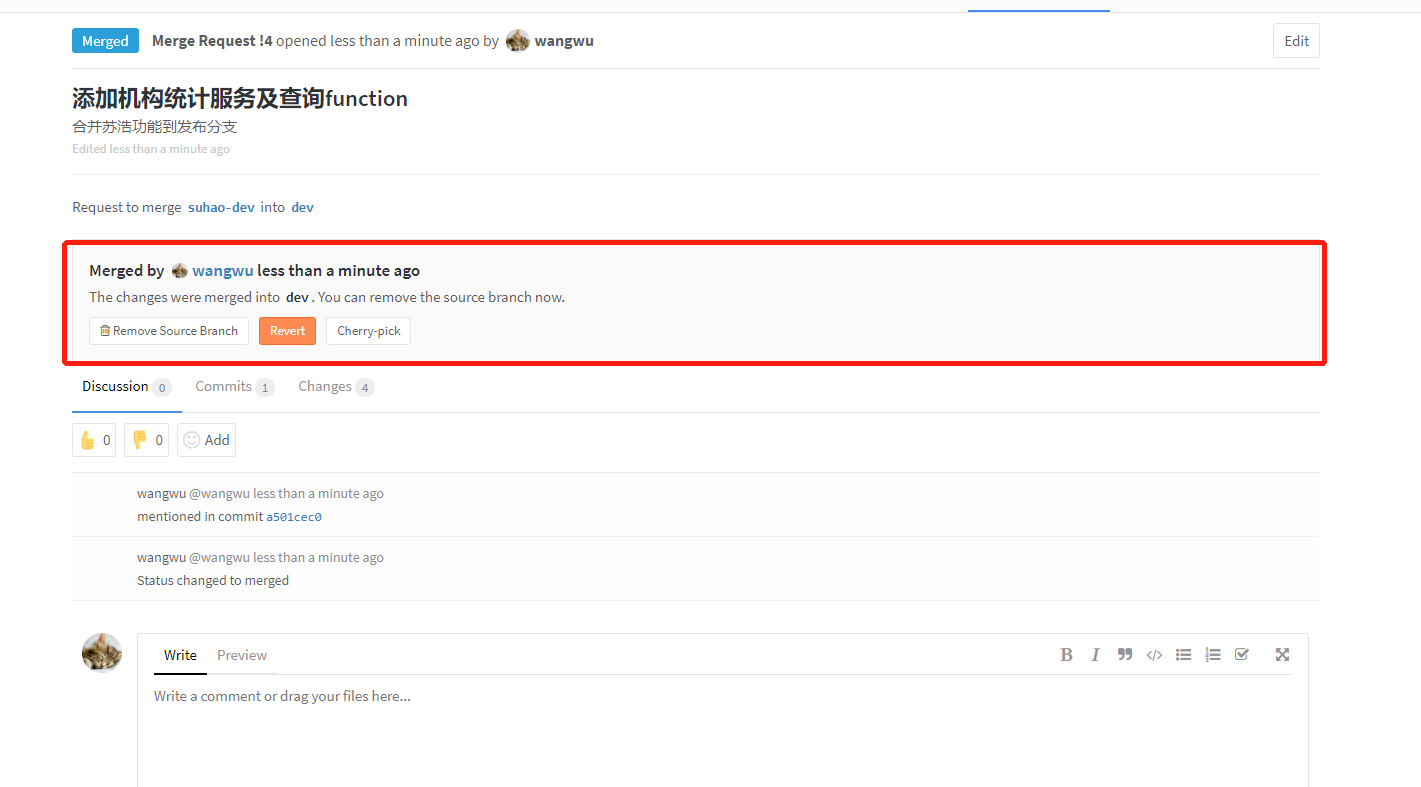 Merged Merge Request !4 opened less than a minute ago by wangwu Edit
添加机构统计服务及查询function
合并苏浩功能到发布分支
Edited less than a minute ago
Request to merge suhao-dev into dev
Merged by wangwu less than a minute ago
The changes were merged into dev. You can remove the source branch now.
Remove Source Branch Revert Cherry-pick
Discussion 0 Commits 1 Changes 4
0 0 Add
wangwu @wangwu less than a minute ago
mentioned in commit a501cec0
wangwu @wangwu less than a minute ago
Status changed to merged
Write Preview B I
Write a comment or drag your files here...